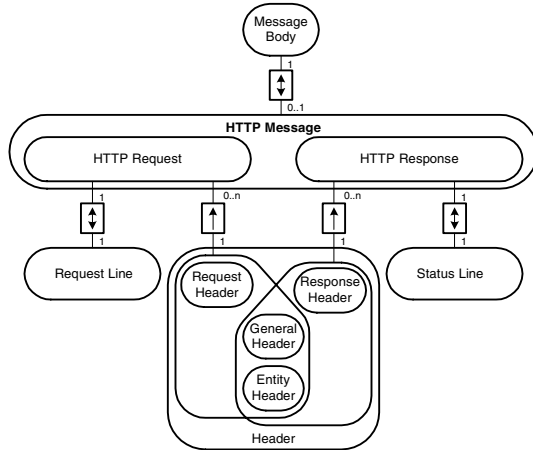 Message
Body
1
0..1
HTTP Message
HTTP Request
HTTP Response
1
0..n
0..n
1
1
1
1
1
Request Line
Request
Header
Response
Header
Status Line
General
Header
Entity
Header
Header